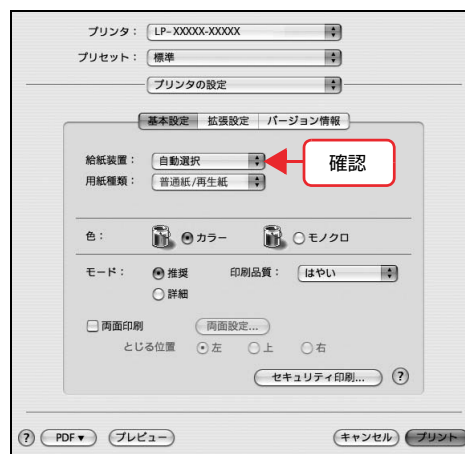 プリンタ： LP-XXXXX-XXXXX
プリセット： 標準
プリンタの設定
基本設定 拡張設定 バージョン情報
給紙装置： 自動選択 確認
用紙種類： 普通紙/再生紙
色： カラー モノクロ
モード： 推奨 印刷品質： はやい
詳細
両面印刷 両面設定...
とじる位置 左 上 右
セキュリティ印刷... ?
? PDF▼ プレビュー キャンセル プリント